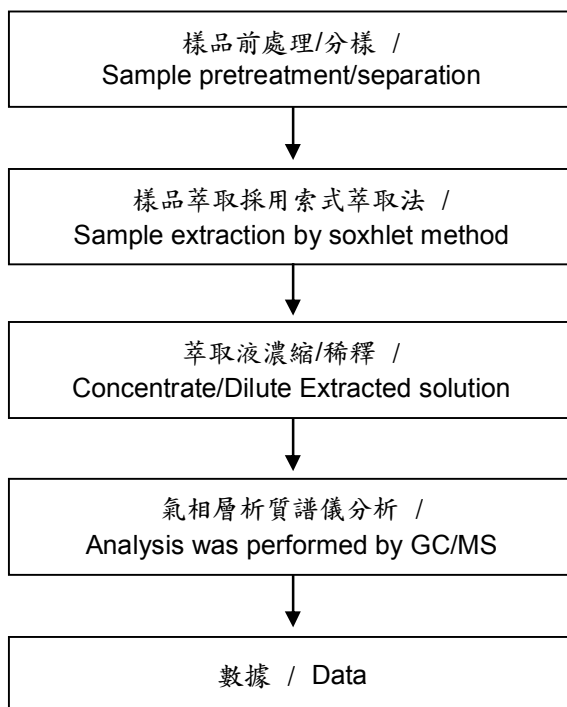 樣品前處理/分樣 /
Sample pretreatment/separation
樣品萃取採用索式萃取法 /
Sample extraction by soxhlet method
萃取液濃縮/稀釋 /
Concentrate/Dilute Extracted solution
氣相層析質譜儀分析 /
Analysis was performed by GC/MS
數據 / Data